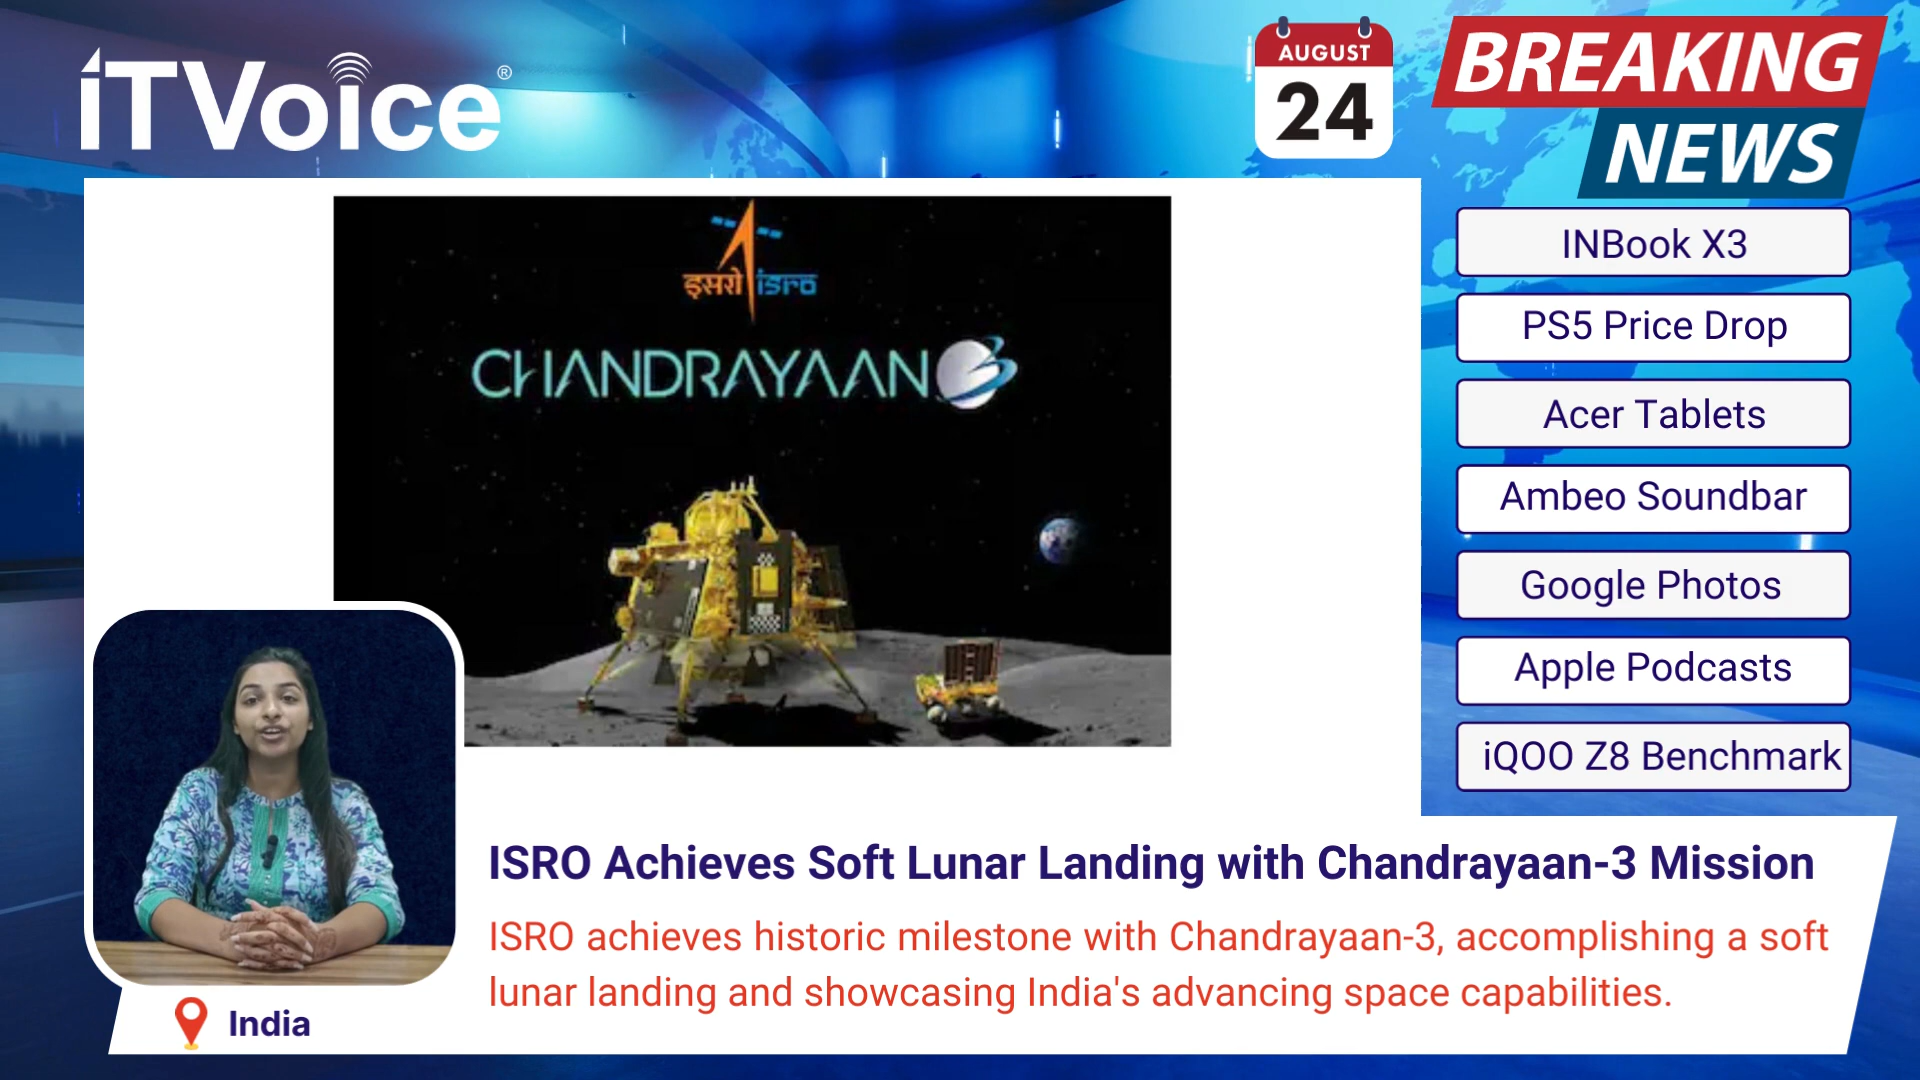 iTVoice®
AUGUST
24
BREAKING
NEWS
इसरो isro
CHANDRAYAAN 3
INBook X3
PS5 Price Drop
Acer Tablets
Ambeo Soundbar
Google Photos
Apple Podcasts
iQOO Z8 Benchmark
ISRO Achieves Soft Lunar Landing with Chandrayaan-3 Mission
ISRO achieves historic milestone with Chandrayaan-3, accomplishing a soft
lunar landing and showcasing India's advancing space capabilities.
India